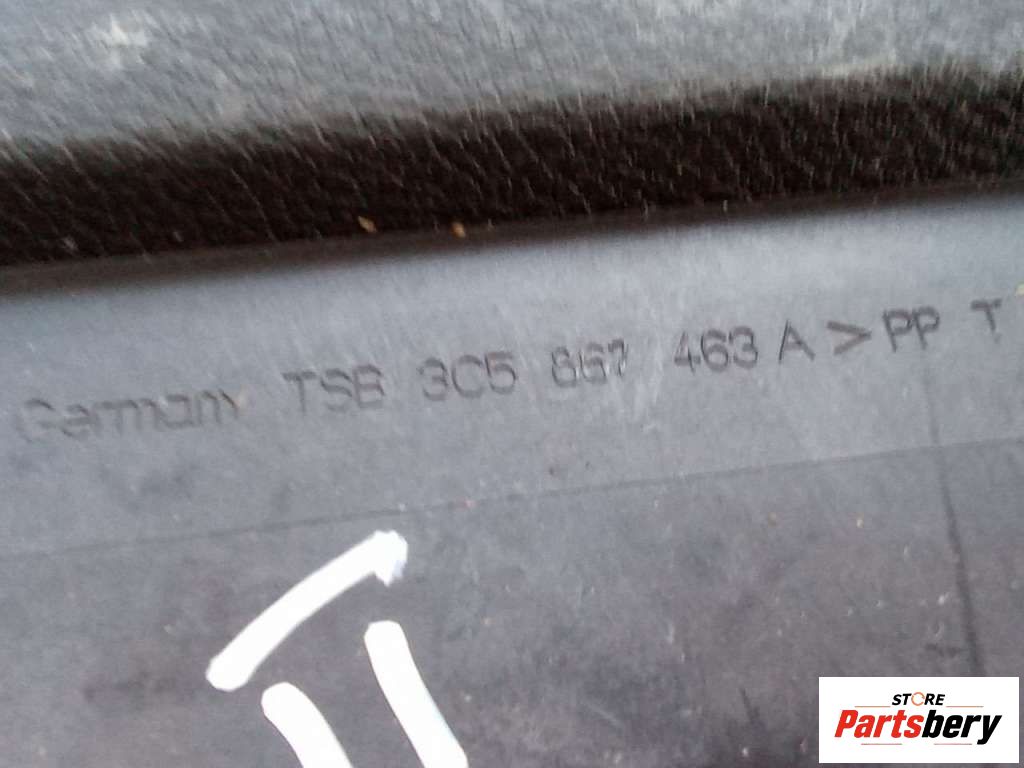 Germany TSB 3C5 867 463 A >PP T
STORE
Partsbery